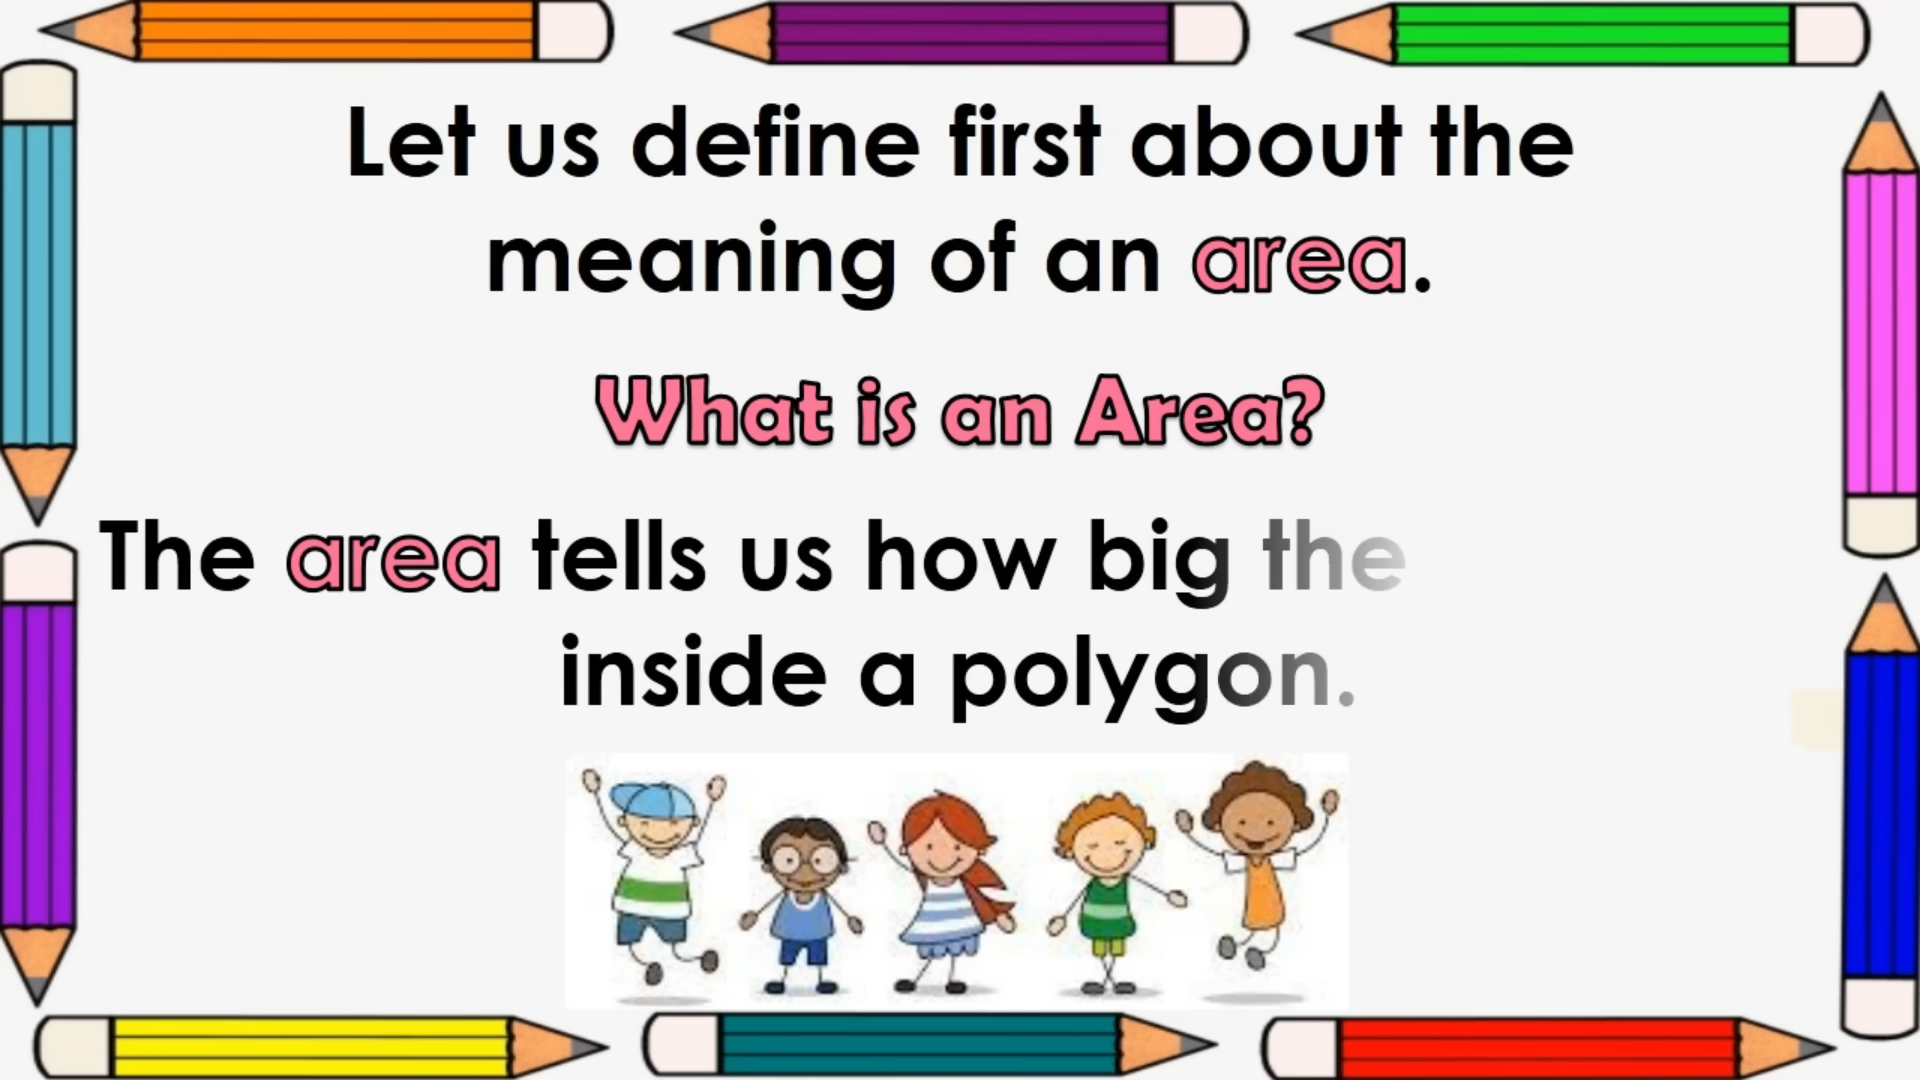 Let us define first about the
meaning of an area.
What is an Area?
The area tells us how big the
inside a polygon.